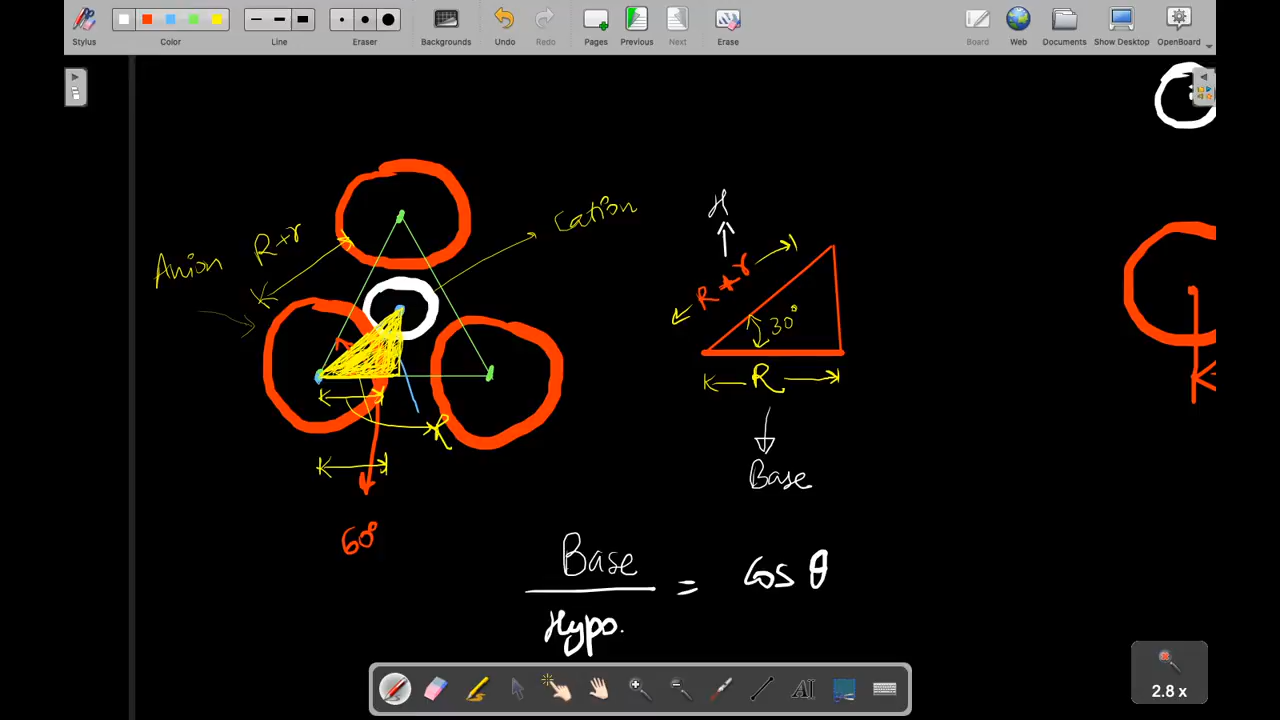 Stylus
Color
Line
Eraser
Backgrounds
Undo
Redo
Pages
Previous
Next
Erase
Board
Web
Documents
Show Desktop
OpenBoard
Cation
H
Anion
R+r
R+r
30°
R
R
Base
60°
Base
Hypo.
= cos θ
2.8 x